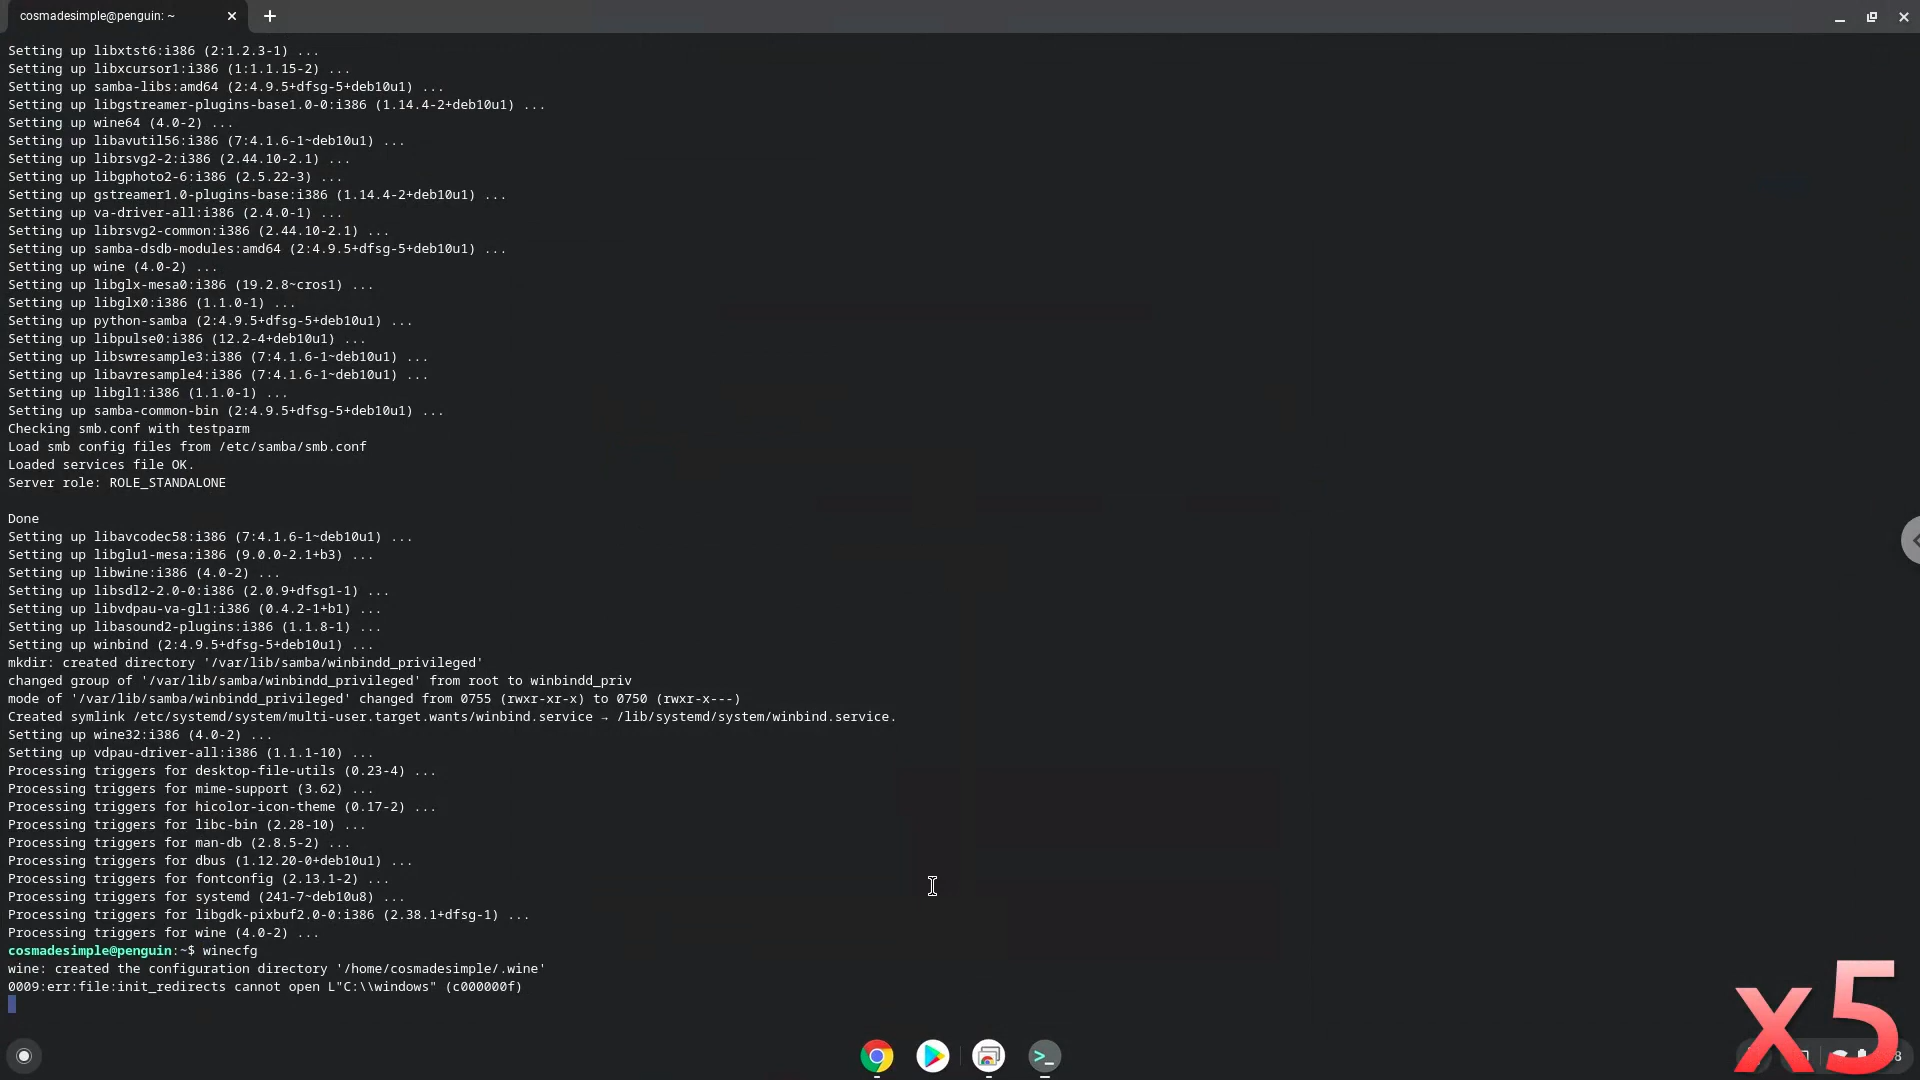 cosmadesimple@penguin: ~
Setting up libxtst6:i386 (2:1.2.3-1) ...
Setting up libxcursor1:i386 (1:1.1.15-2) ...
Setting up samba-libs:amd64 (2:4.9.5+dfsg-5+deb10u1) ...
Setting up libgstreamer-plugins-base1.0-0:i386 (1.14.4-2+deb10u1) ...
Setting up wine64 (4.0-2) ...
Setting up libavutil56:i386 (7:4.1.6-1~deb10u1) ...
Setting up librsvg2-2:i386 (2.44.10-2.1) ...
Setting up libgphoto2-6:i386 (2.5.22-3) ...
Setting up gstreamer1.0-plugins-base:i386 (1.14.4-2+deb10u1) ...
Setting up va-driver-all:i386 (2.4.0-1) ...
Setting up librsvg2-common:i386 (2.44.10-2.1) ...
Setting up samba-dsdb-modules:amd64 (2:4.9.5+dfsg-5+deb10u1) ...
Setting up wine (4.0-2) ...
Setting up libglx-mesa0:i386 (19.2.8~cros1) ...
Setting up libglx0:i386 (1.1.0-1) ...
Setting up python-samba (2:4.9.5+dfsg-5+deb10u1) ...
Setting up libpulse0:i386 (12.2-4+deb10u1) ...
Setting up libswresample3:i386 (7:4.1.6-1~deb10u1) ...
Setting up libavresample4:i386 (7:4.1.6-1~deb10u1) ...
Setting up libgl1:i386 (1.1.0-1) ...
Setting up samba-common-bin (2:4.9.5+dfsg-5+deb10u1) ...
Checking smb.conf with testparm
Load smb config files from /etc/samba/smb.conf
Loaded services file OK.
Server role: ROLE_STANDALONE
Done
Setting up libavcodec58:i386 (7:4.1.6-1~deb10u1) ...
Setting up libglu1-mesa:i386 (9.0.0-2.1+b3) ...
Setting up libwine:i386 (4.0-2) ...
Setting up libsdl2-2.0-0:i386 (2.0.9+dfsg1-1) ...
Setting up libvdpau-va-gl1:i386 (0.4.2-1+b1) ...
Setting up libasound2-plugins:i386 (1.1.8-1) ...
Setting up winbind (2:4.9.5+dfsg-5+deb10u1) ...
mkdir: created directory '/var/lib/samba/winbindd_privileged'
changed group of '/var/lib/samba/winbindd_privileged' from root to winbindd_priv
mode of '/var/lib/samba/winbindd_privileged' changed from 0755 (rwxr-xr-x) to 0750 (rwxr-x---)
Created symlink /etc/systemd/system/multi-user.target.wants/winbind.service → /lib/systemd/system/winbind.service.
Setting up wine32:i386 (4.0-2) ...
Setting up vdpau-driver-all:i386 (1.1.1-10) ...
Processing triggers for desktop-file-utils (0.23-4) ...
Processing triggers for mime-support (3.62) ...
Processing triggers for hicolor-icon-theme (0.17-2) ...
Processing triggers for libc-bin (2.28-10) ...
Processing triggers for man-db (2.8.5-2) ...
Processing triggers for dbus (1.12.20-0+deb10u1) ...
Processing triggers for fontconfig (2.13.1-2) ...
Processing triggers for systemd (241-7~deb10u8) ...
Processing triggers for libgdk-pixbuf2.0-0:i386 (2.38.1+dfsg-1) ...
Processing triggers for wine (4.0-2) ...
cosmadesimple@penguin:~$ winecfg
wine: created the configuration directory '/home/cosmadesimple/.wine'
0009:err:file:init_redirects cannot open L"C:\\windows" (c000000f)
x5